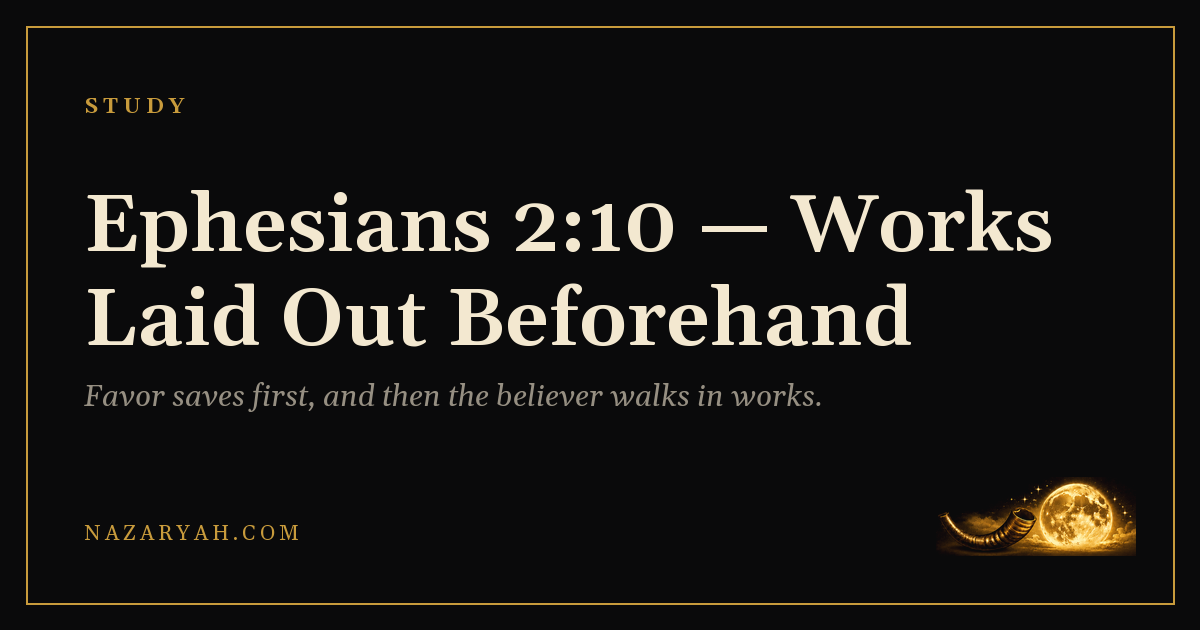 STUDY
Ephesians 2:10 — Works
Laid Out Beforehand
Favor saves first, and then the believer walks in works.
NAZARYAH.COM